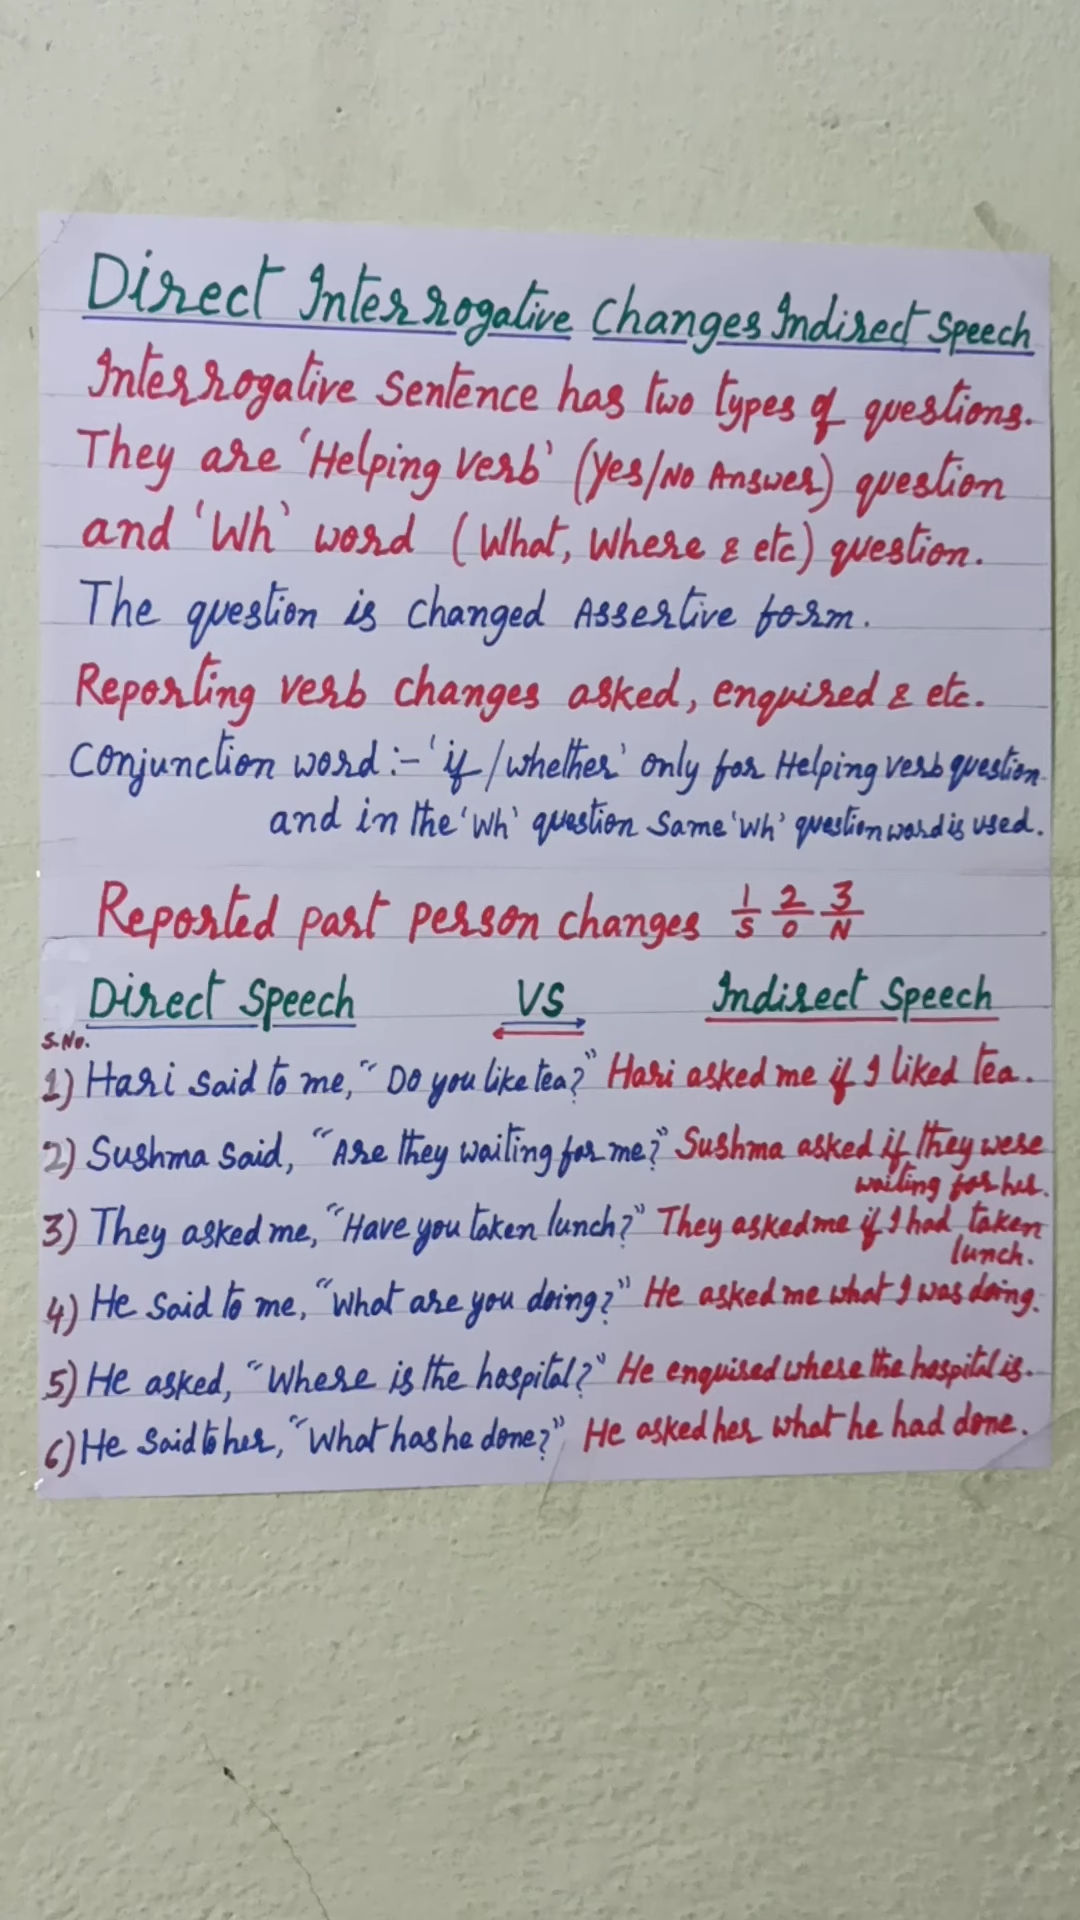 Direct Interrogative Changes Indirect Speech
Interrogative Sentence has two types of questions.
They are 'Helping verb' (Yes/No Answer) question
and 'Wh' word (What, Where & etc) question.
The question is changed Assertive form.
Reporting verb changes asked, enquired & etc.
Conjunction word :- 'if/whether' only for Helping verb question
and in the 'Wh' question same 'Wh' question word is used.
Reported part person changes 1/S 2/O 3/N
Direct Speech VS Indirect Speech
S.No.
1) Hari said to me, "Do you like tea?" Hari asked me if I liked tea.
2) Sushma said, "Are they waiting for me?" Sushma asked if they were
waiting for her.
3) They asked me, "Have you taken lunch?" They asked me if I had taken
lunch.
4) He said to me, "What are you doing?" He asked me what I was doing.
5) He asked, "Where is the hospital?" He enquired where the hospital is.
6) He said to her, "What has he done?" He asked her what he had done.